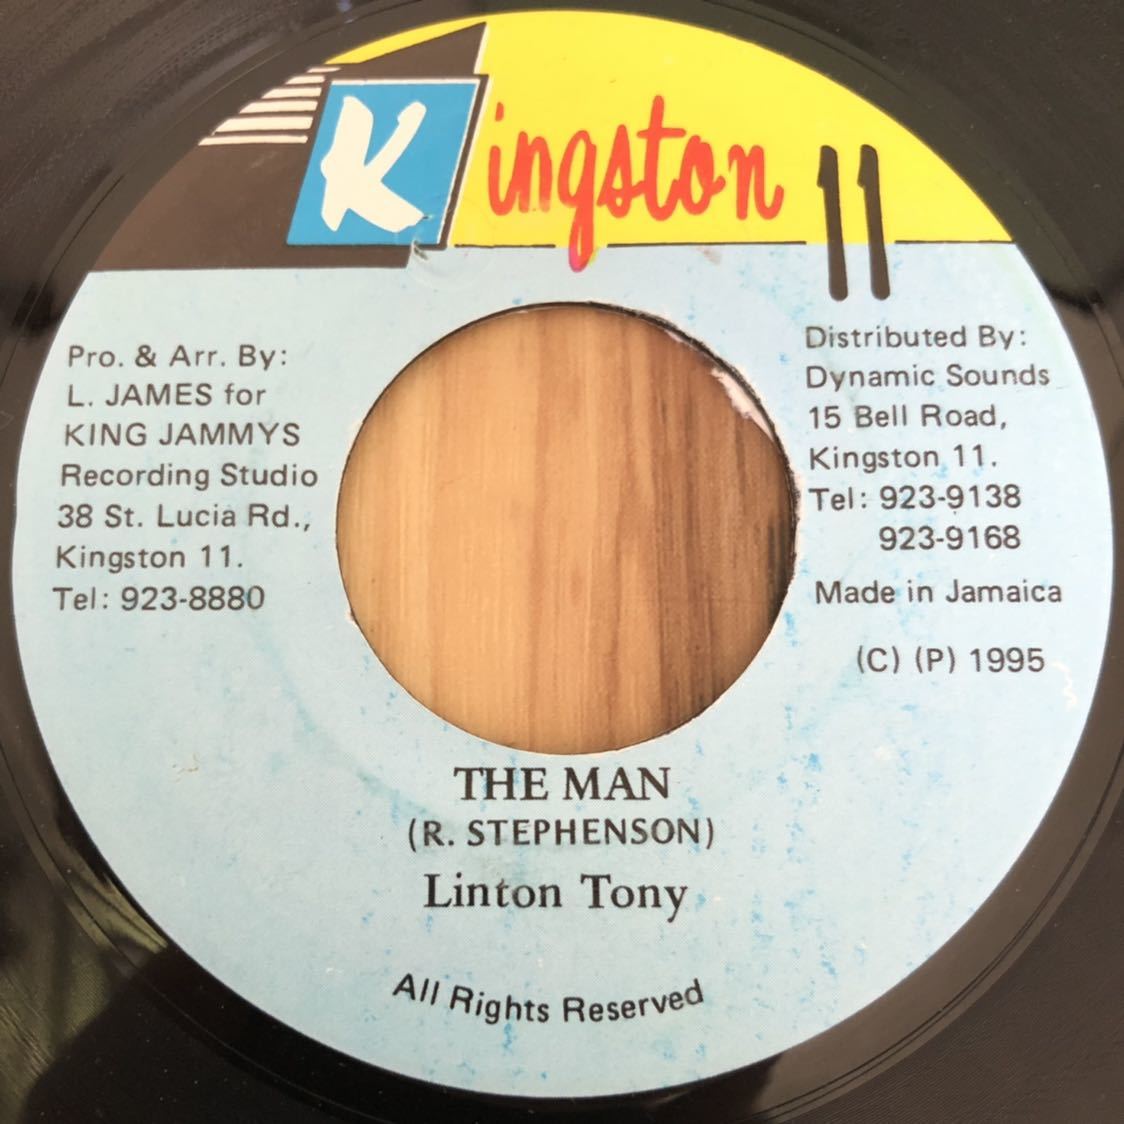 Kingston 11
Pro. & Arr. By:
L. JAMES for
KING JAMMYS
Recording Studio
38 St. Lucia Rd.,
Kingston 11.
Tel: 923-8880
Distributed By:
Dynamic Sounds
15 Bell Road,
Kingston 11.
Tel: 923-9138
923-9168
Made in Jamaica
(C) (P) 1995
THE MAN
(R. STEPHENSON)
Linton Tony
All Rights Reserved